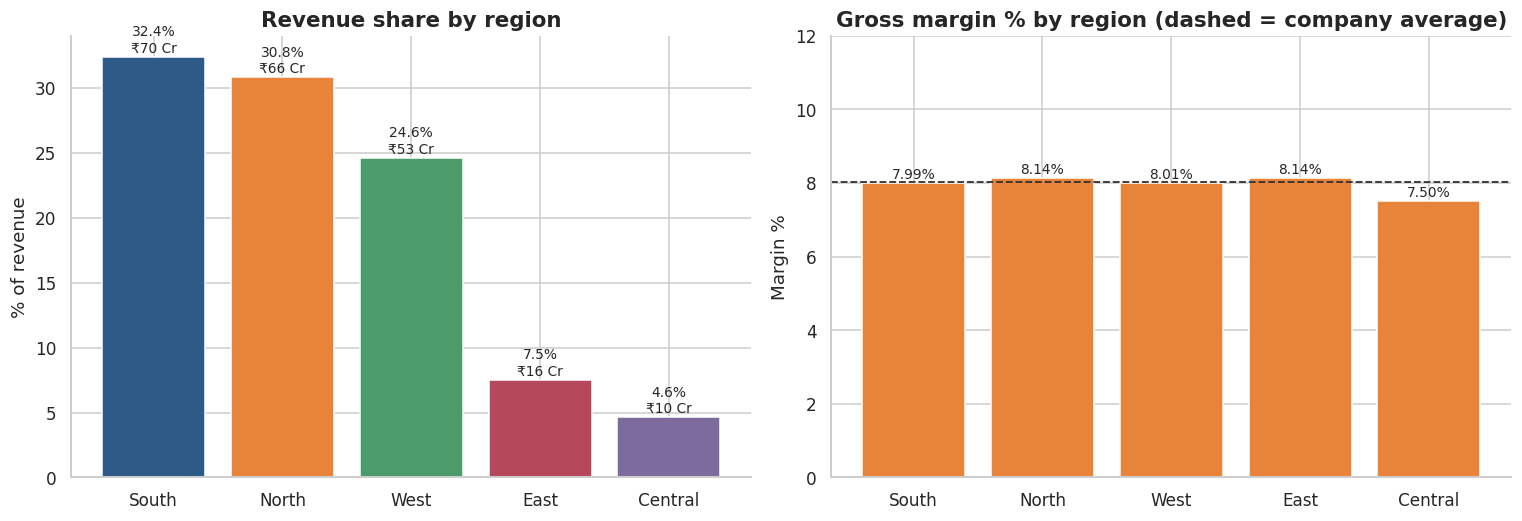 Revenue share by region
% of revenue
30
25
20
15
10
5
0
32.4%
₹70 Cr
30.8%
₹66 Cr
24.6%
₹53 Cr
7.5%
₹16 Cr
4.6%
₹10 Cr
South North West East Central
Gross margin % by region (dashed = company average)
Margin %
12
10
8
6
4
2
0
7.99% 8.14% 8.01% 8.14% 7.50%
South North West East Central